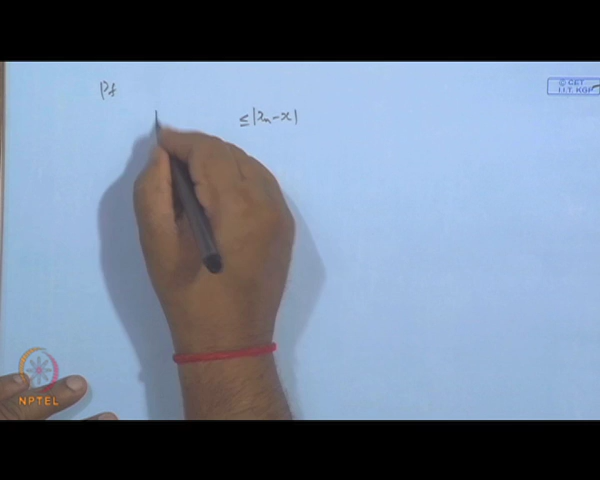 Pf
≤ |xn - x|
© CET
I.I.T. KGP
NPTEL